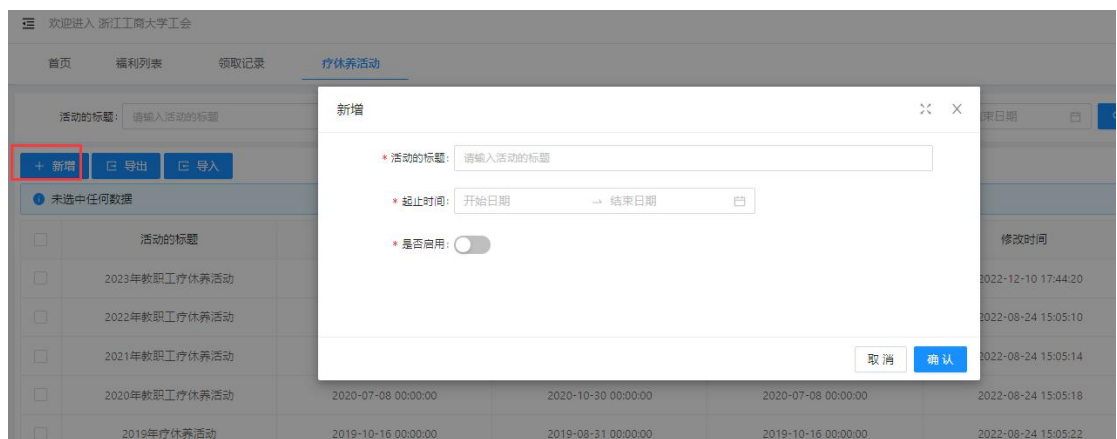 欢迎进入 浙江工商大学工会
首页 福利列表 领取记录 疗休养活动
活动的标题: 请输入活动的标题 束日期
新增
* 活动的标题: 请输入活动的标题
+ 新增 导出 导入
* 起止时间: 开始日期 → 结束日期
未选中任何数据
活动的标题 * 是否启用: 修改时间
2023年教职工疗休养活动 2022-12-10 17:44:20
2022年教职工疗休养活动 2022-08-24 15:05:10
2021年教职工疗休养活动 2022-08-24 15:05:14
取消 确认
2020年教职工疗休养活动 2020-07-08 00:00:00 2020-10-30 00:00:00 2020-07-08 00:00:00 2022-08-24 15:05:18
2019年疗休养活动 2019-10-16 00:00:00 2019-08-31 00:00:00 2019-10-16 00:00:00 2022-08-24 15:05:22